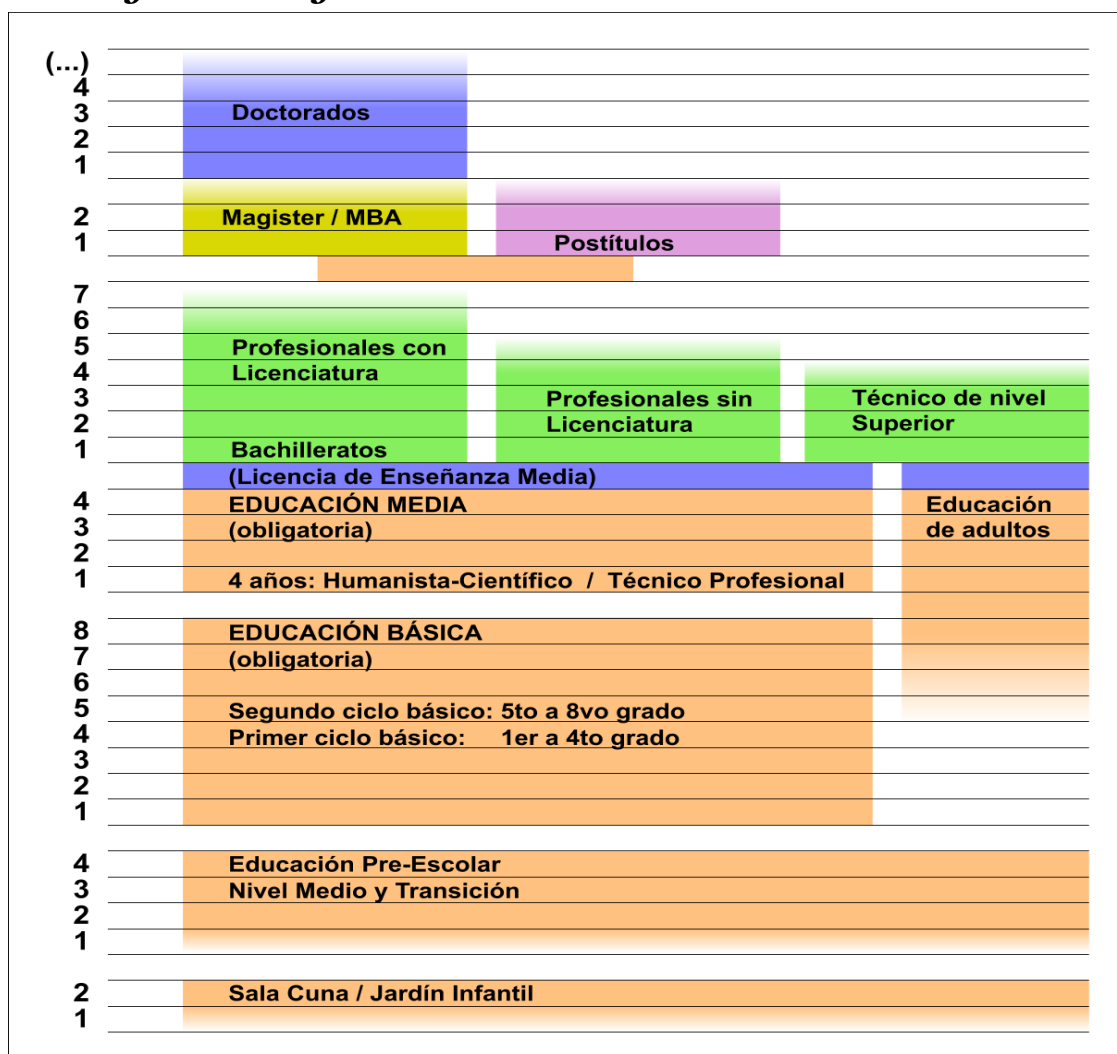 (...)
4
3 Doctorados
2
1
2 Magister / MBA
1 Postítulos
7
6
5 Profesionales con
4 Licenciatura
3 Profesionales sin Técnico de nivel
2 Licenciatura Superior
1 Bachilleratos
(Licencia de Enseñanza Media)
4 EDUCACIÓN MEDIA Educación
3 (obligatoria) de adultos
2
1 4 años: Humanista-Científico / Técnico Profesional
8 EDUCACIÓN BÁSICA
7 (obligatoria)
6
5 Segundo ciclo básico: 5to a 8vo grado
4 Primer ciclo básico: 1er a 4to grado
3
2
1
4 Educación Pre-Escolar
3 Nivel Medio y Transición
2
1
2 Sala Cuna / Jardín Infantil
1